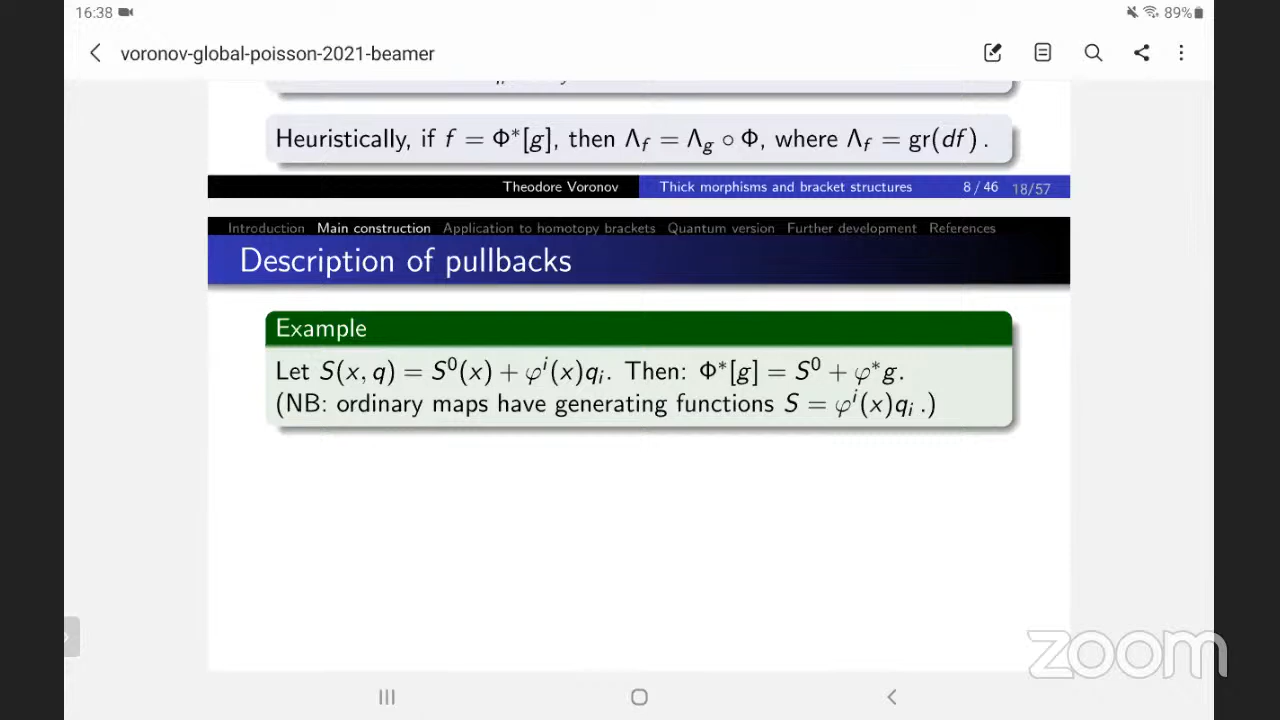 16:38
89%
voronov-global-poisson-2021-beamer
Heuristically, if f = Φ*[g], then Λ_f = Λ_g ∘ Φ, where Λ_f = gr(df) .
Theodore Voronov Thick morphisms and bracket structures 8 / 46 18/57
Introduction Main construction Application to homotopy brackets Quantum version Further development References
Description of pullbacks
Example
Let S(x, q) = S⁰(x) + φⁱ(x)qᵢ. Then: Φ*[g] = S⁰ + φ*g.
(NB: ordinary maps have generating functions S = φⁱ(x)qᵢ .)
zoom